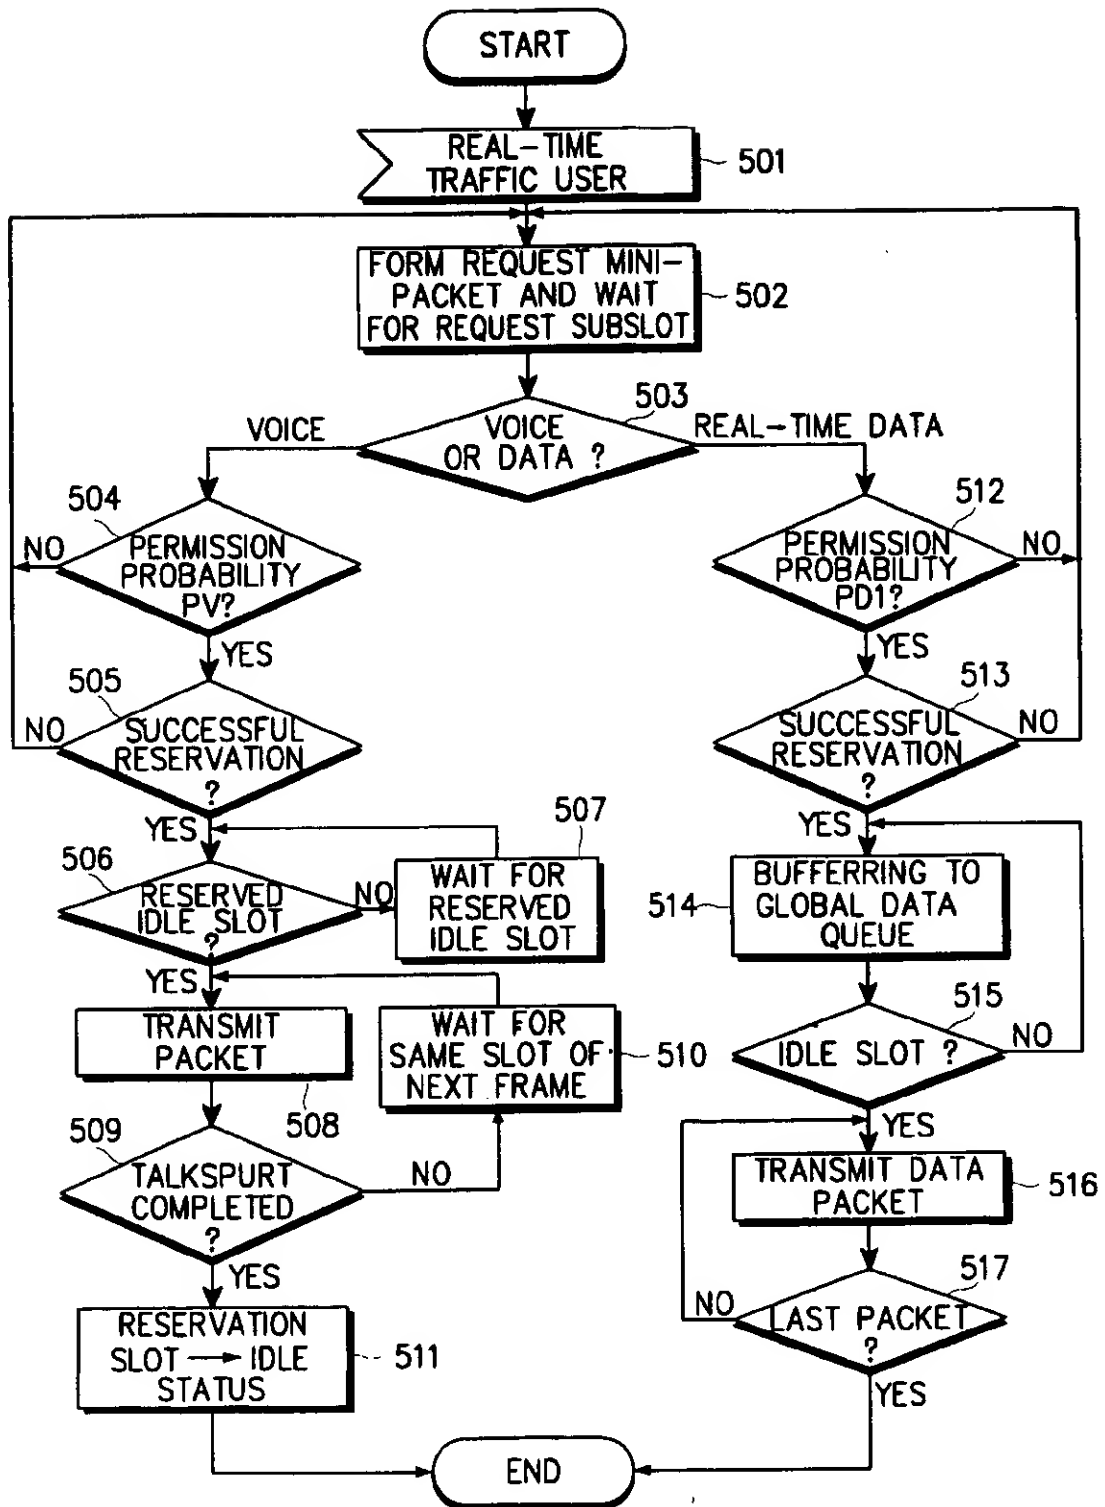 START
REAL-TIME
TRAFFIC USER
501
FORM REQUEST MINI-
PACKET AND WAIT
FOR REQUEST SUBSLOT
502
503
VOICE
VOICE
OR DATA ?
REAL-TIME DATA
504
NO
PERMISSION
PROBABILITY
PV?
YES
512
PERMISSION
PROBABILITY
PD1?
NO
YES
505
NO
SUCCESSFUL
RESERVATION
?
YES
513
SUCCESSFUL
RESERVATION
?
NO
YES
506
RESERVED
IDLE SLOT
?
NO
YES
507
WAIT FOR
RESERVED
IDLE SLOT
514
BUFFERRING TO
GLOBAL DATA
QUEUE
TRANSMIT
PACKET
508
WAIT FOR
SAME SLOT OF
NEXT FRAME
510
515
IDLE SLOT ?
NO
YES
509
TALKSPURT
COMPLETED
?
NO
YES
TRANSMIT DATA
PACKET
516
517
NO
LAST PACKET
?
YES
RESERVATION
SLOT → IDLE
STATUS
511
END